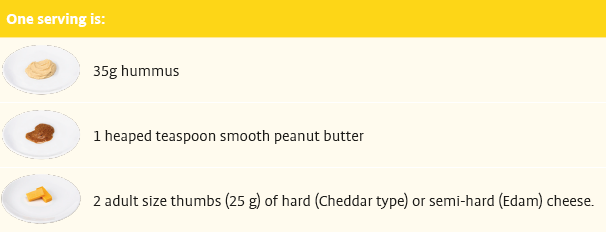 One serving is:
35g hummus
1 heaped teaspoon smooth peanut butter
2 adult size thumbs (25 g) of hard (Cheddar type) or semi-hard (Edam) cheese.